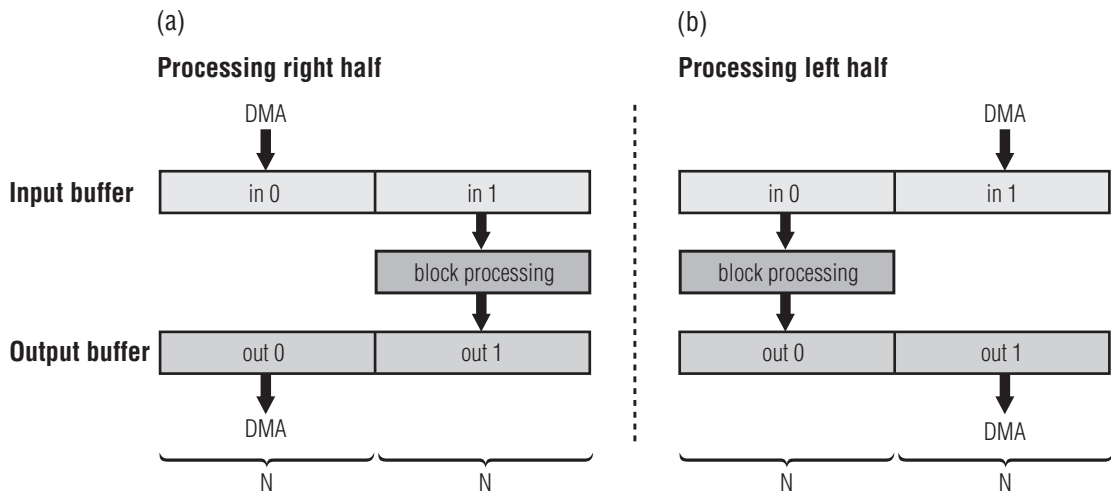 (a)
(b)
Processing right half
Processing left half
DMA
DMA
Input buffer
in 0
in 1
in 0
in 1
block processing
block processing
Output buffer
out 0
out 1
out 0
out 1
DMA
DMA
N
N
N
N